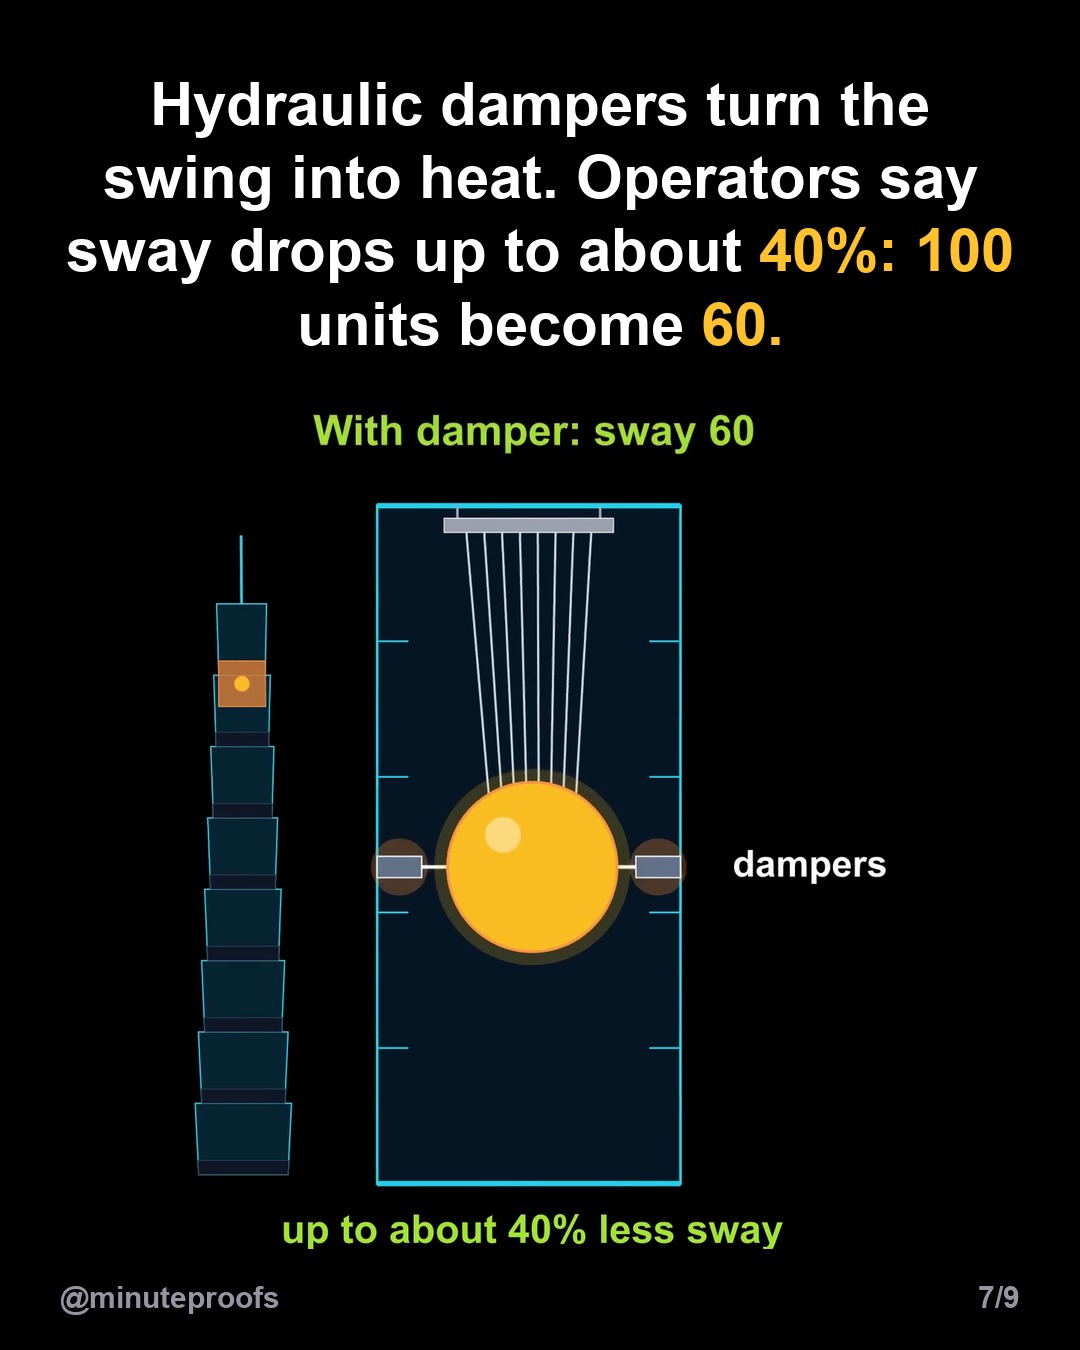 Hydraulic dampers turn the
swing into heat. Operators say
sway drops up to about 40%: 100
units become 60.
With damper: sway 60
dampers
up to about 40% less sway
@minuteproofs
7/9